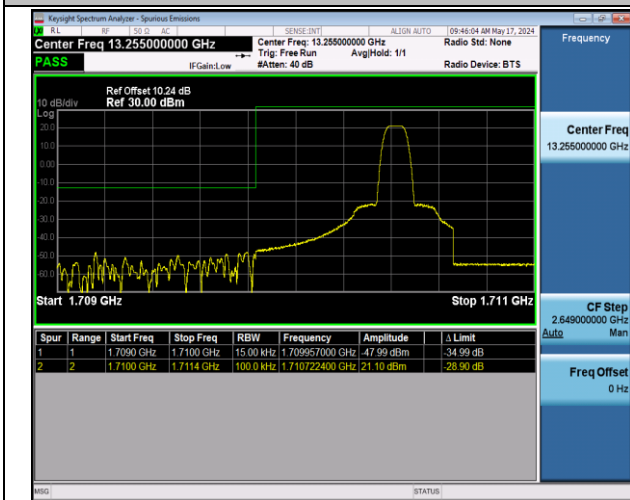 Keysight Spectrum Analyzer - Spurious Emissions
RL RF 50 Ω AC SENSE:INT ALIGN AUTO 09:46:04 AM May 17, 2024
Center Freq 13.255000000 GHz Center Freq: 13.255000000 GHz Radio Std: None
Trig: Free Run Avg|Hold: 1/1
PASS IFGain:Low #Atten: 40 dB Radio Device: BTS
Ref Offset 10.24 dB
10 dB/div Ref 30.00 dBm
Log
20.0
10.0
0.00
-10.0
-20.0
-30.0
-40.0
-50.0
-60.0
Start 1.709 GHz Stop 1.711 GHz
Spur Range Start Freq Stop Freq RBW Frequency Amplitude Δ Limit
1 1 1.7090 GHz 1.7100 GHz 15.00 kHz 1.709957000 GHz -47.99 dBm -34.99 dB
2 2 1.7100 GHz 1.7114 GHz 100.0 kHz 1.710722400 GHz 21.10 dBm -28.90 dB
Frequency
Center Freq
13.255000000 GHz
CF Step
2.649000000 GHz
Auto Man
Freq Offset
0 Hz
MSG STATUS